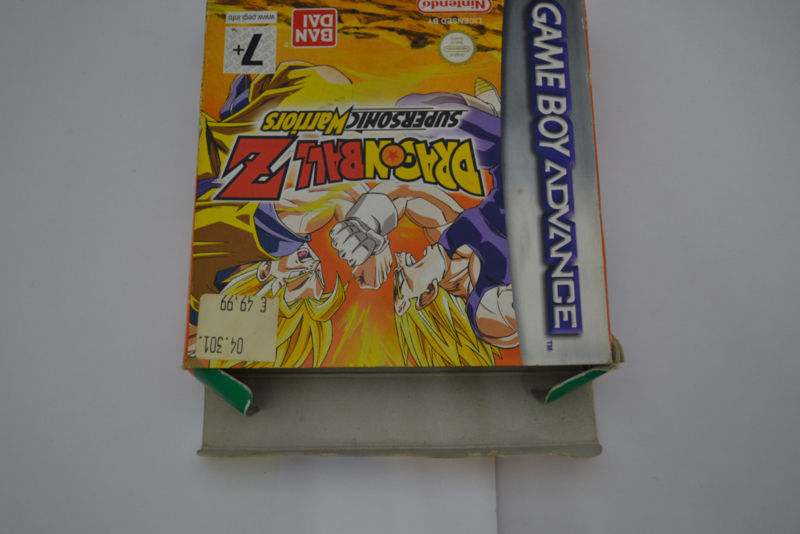 GAME BOY ADVANCE
TM
04.301.
€ 49.99
DRAGON BALL Z
SUPERSONIC Warriors
7+
www.pegi.info
BAN
DAI
®
LICENSED BY
Nintendo